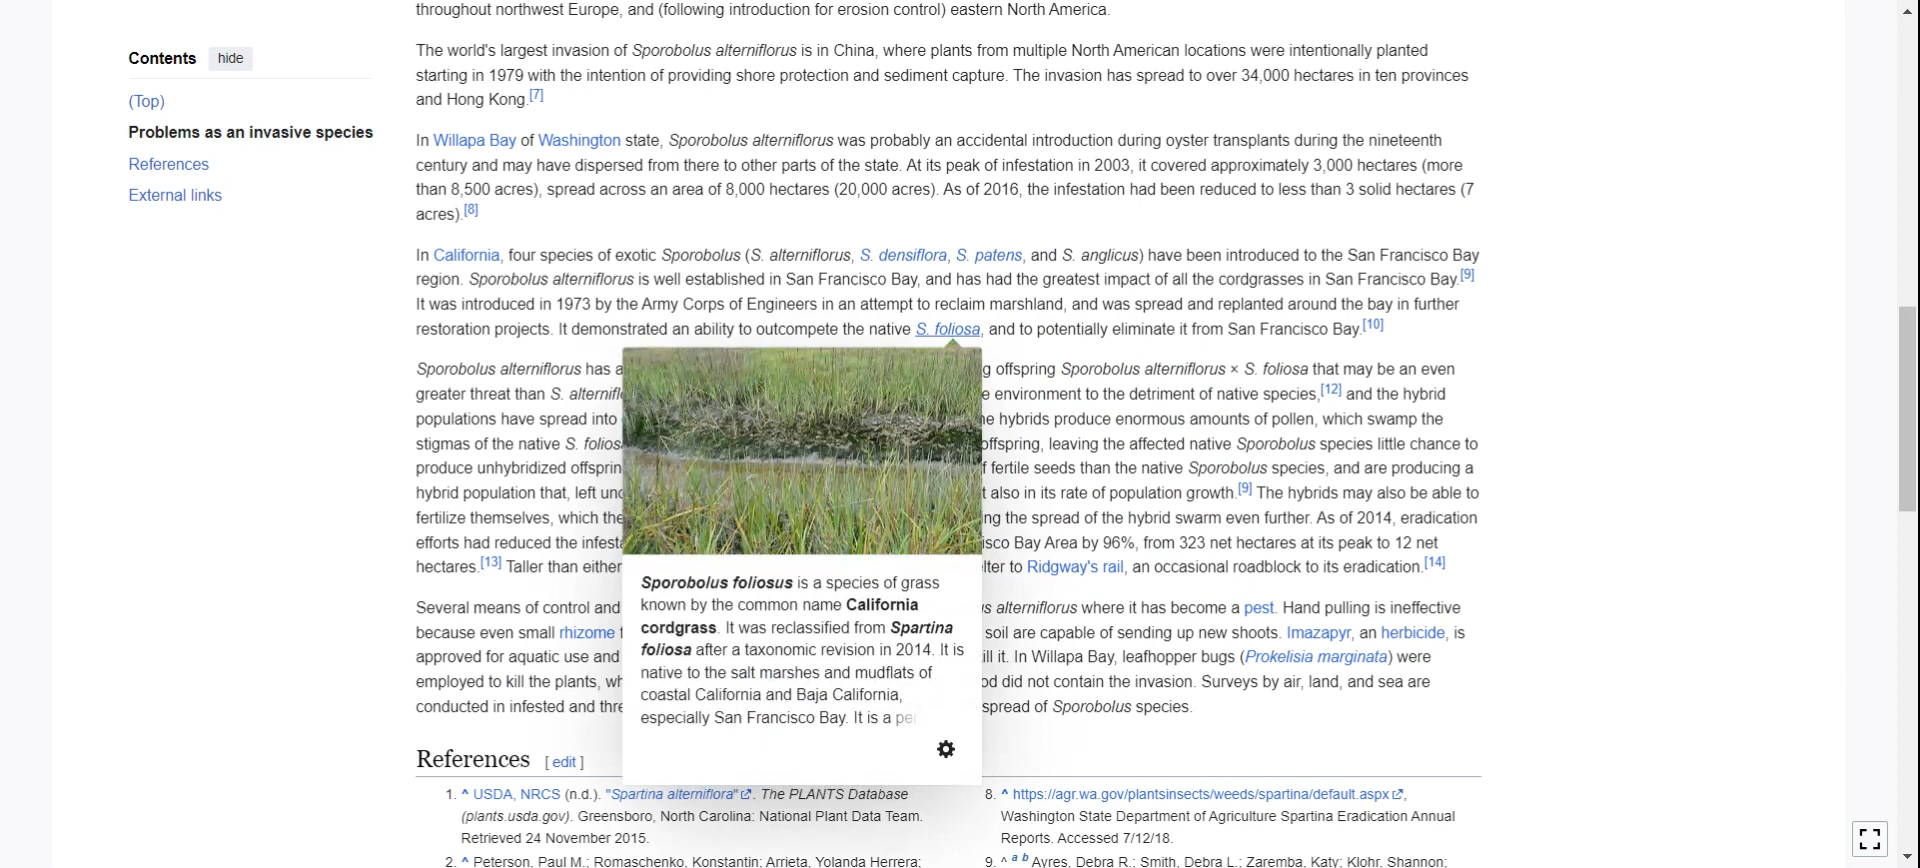 throughout northwest Europe, and (following introduction for erosion control) eastern North America.
Contents hide
(Top)
Problems as an invasive species
References
External links
The world's largest invasion of Sporobolus alterniflorus is in China, where plants from multiple North American locations were intentionally planted
starting in 1979 with the intention of providing shore protection and sediment capture. The invasion has spread to over 34,000 hectares in ten provinces
and Hong Kong.[7]
In Willapa Bay of Washington state, Sporobolus alterniflorus was probably an accidental introduction during oyster transplants during the nineteenth
century and may have dispersed from there to other parts of the state. At its peak of infestation in 2003, it covered approximately 3,000 hectares (more
than 8,500 acres), spread across an area of 8,000 hectares (20,000 acres). As of 2016, the infestation had been reduced to less than 3 solid hectares (7
acres).[8]
In California, four species of exotic Sporobolus (S. alterniflorus, S. densiflora, S. patens, and S. anglicus) have been introduced to the San Francisco Bay
region. Sporobolus alterniflorus is well established in San Francisco Bay, and has had the greatest impact of all the cordgrasses in San Francisco Bay.[9]
It was introduced in 1973 by the Army Corps of Engineers in an attempt to reclaim marshland, and was spread and replanted around the bay in further
restoration projects. It demonstrated an ability to outcompete the native S. foliosa, and to potentially eliminate it from San Francisco Bay.[10]
Sporobolus alterniflorus has a g offspring Sporobolus alterniflorus × S. foliosa that may be an even
greater threat than S. alternifl e environment to the detriment of native species,[12] and the hybrid
populations have spread into he hybrids produce enormous amounts of pollen, which swamp the
stigmas of the native S. folios offspring, leaving the affected native Sporobolus species little chance to
produce unhybridized offsprin f fertile seeds than the native Sporobolus species, and are producing a
hybrid population that, left unc t also in its rate of population growth.[9] The hybrids may also be able to
fertilize themselves, which the ing the spread of the hybrid swarm even further. As of 2014, eradication
efforts had reduced the infest isco Bay Area by 96%, from 323 net hectares at its peak to 12 net
hectares.[13] Taller than either lter to Ridgway's rail, an occasional roadblock to its eradication.[14]
Several means of control and s alterniflorus where it has become a pest. Hand pulling is ineffective
because even small rhizome f soil are capable of sending up new shoots. Imazapyr, an herbicide, is
approved for aquatic use and ill it. In Willapa Bay, leafhopper bugs (Prokelisia marginata) were
employed to kill the plants, wh od did not contain the invasion. Surveys by air, land, and sea are
conducted in infested and thre spread of Sporobolus species.
Sporobolus foliosus is a species of grass
known by the common name California
cordgrass. It was reclassified from Spartina
foliosa after a taxonomic revision in 2014. It is
native to the salt marshes and mudflats of
coastal California and Baja California,
especially San Francisco Bay. It is a per
References [ edit ]
1. ^ USDA, NRCS (n.d.). "Spartina alterniflora". The PLANTS Database
(plants.usda.gov). Greensboro, North Carolina: National Plant Data Team.
Retrieved 24 November 2015.
2. ^ Peterson, Paul M.; Romaschenko, Konstantin; Arrieta, Yolanda Herrera;
8. ^ https://agr.wa.gov/plantsinsects/weeds/spartina/default.aspx,
Washington State Department of Agriculture Spartina Eradication Annual
Reports. Accessed 7/12/18.
9. ^ a b Ayres, Debra R.; Smith, Debra L.; Zaremba, Katy; Klohr, Shannon;